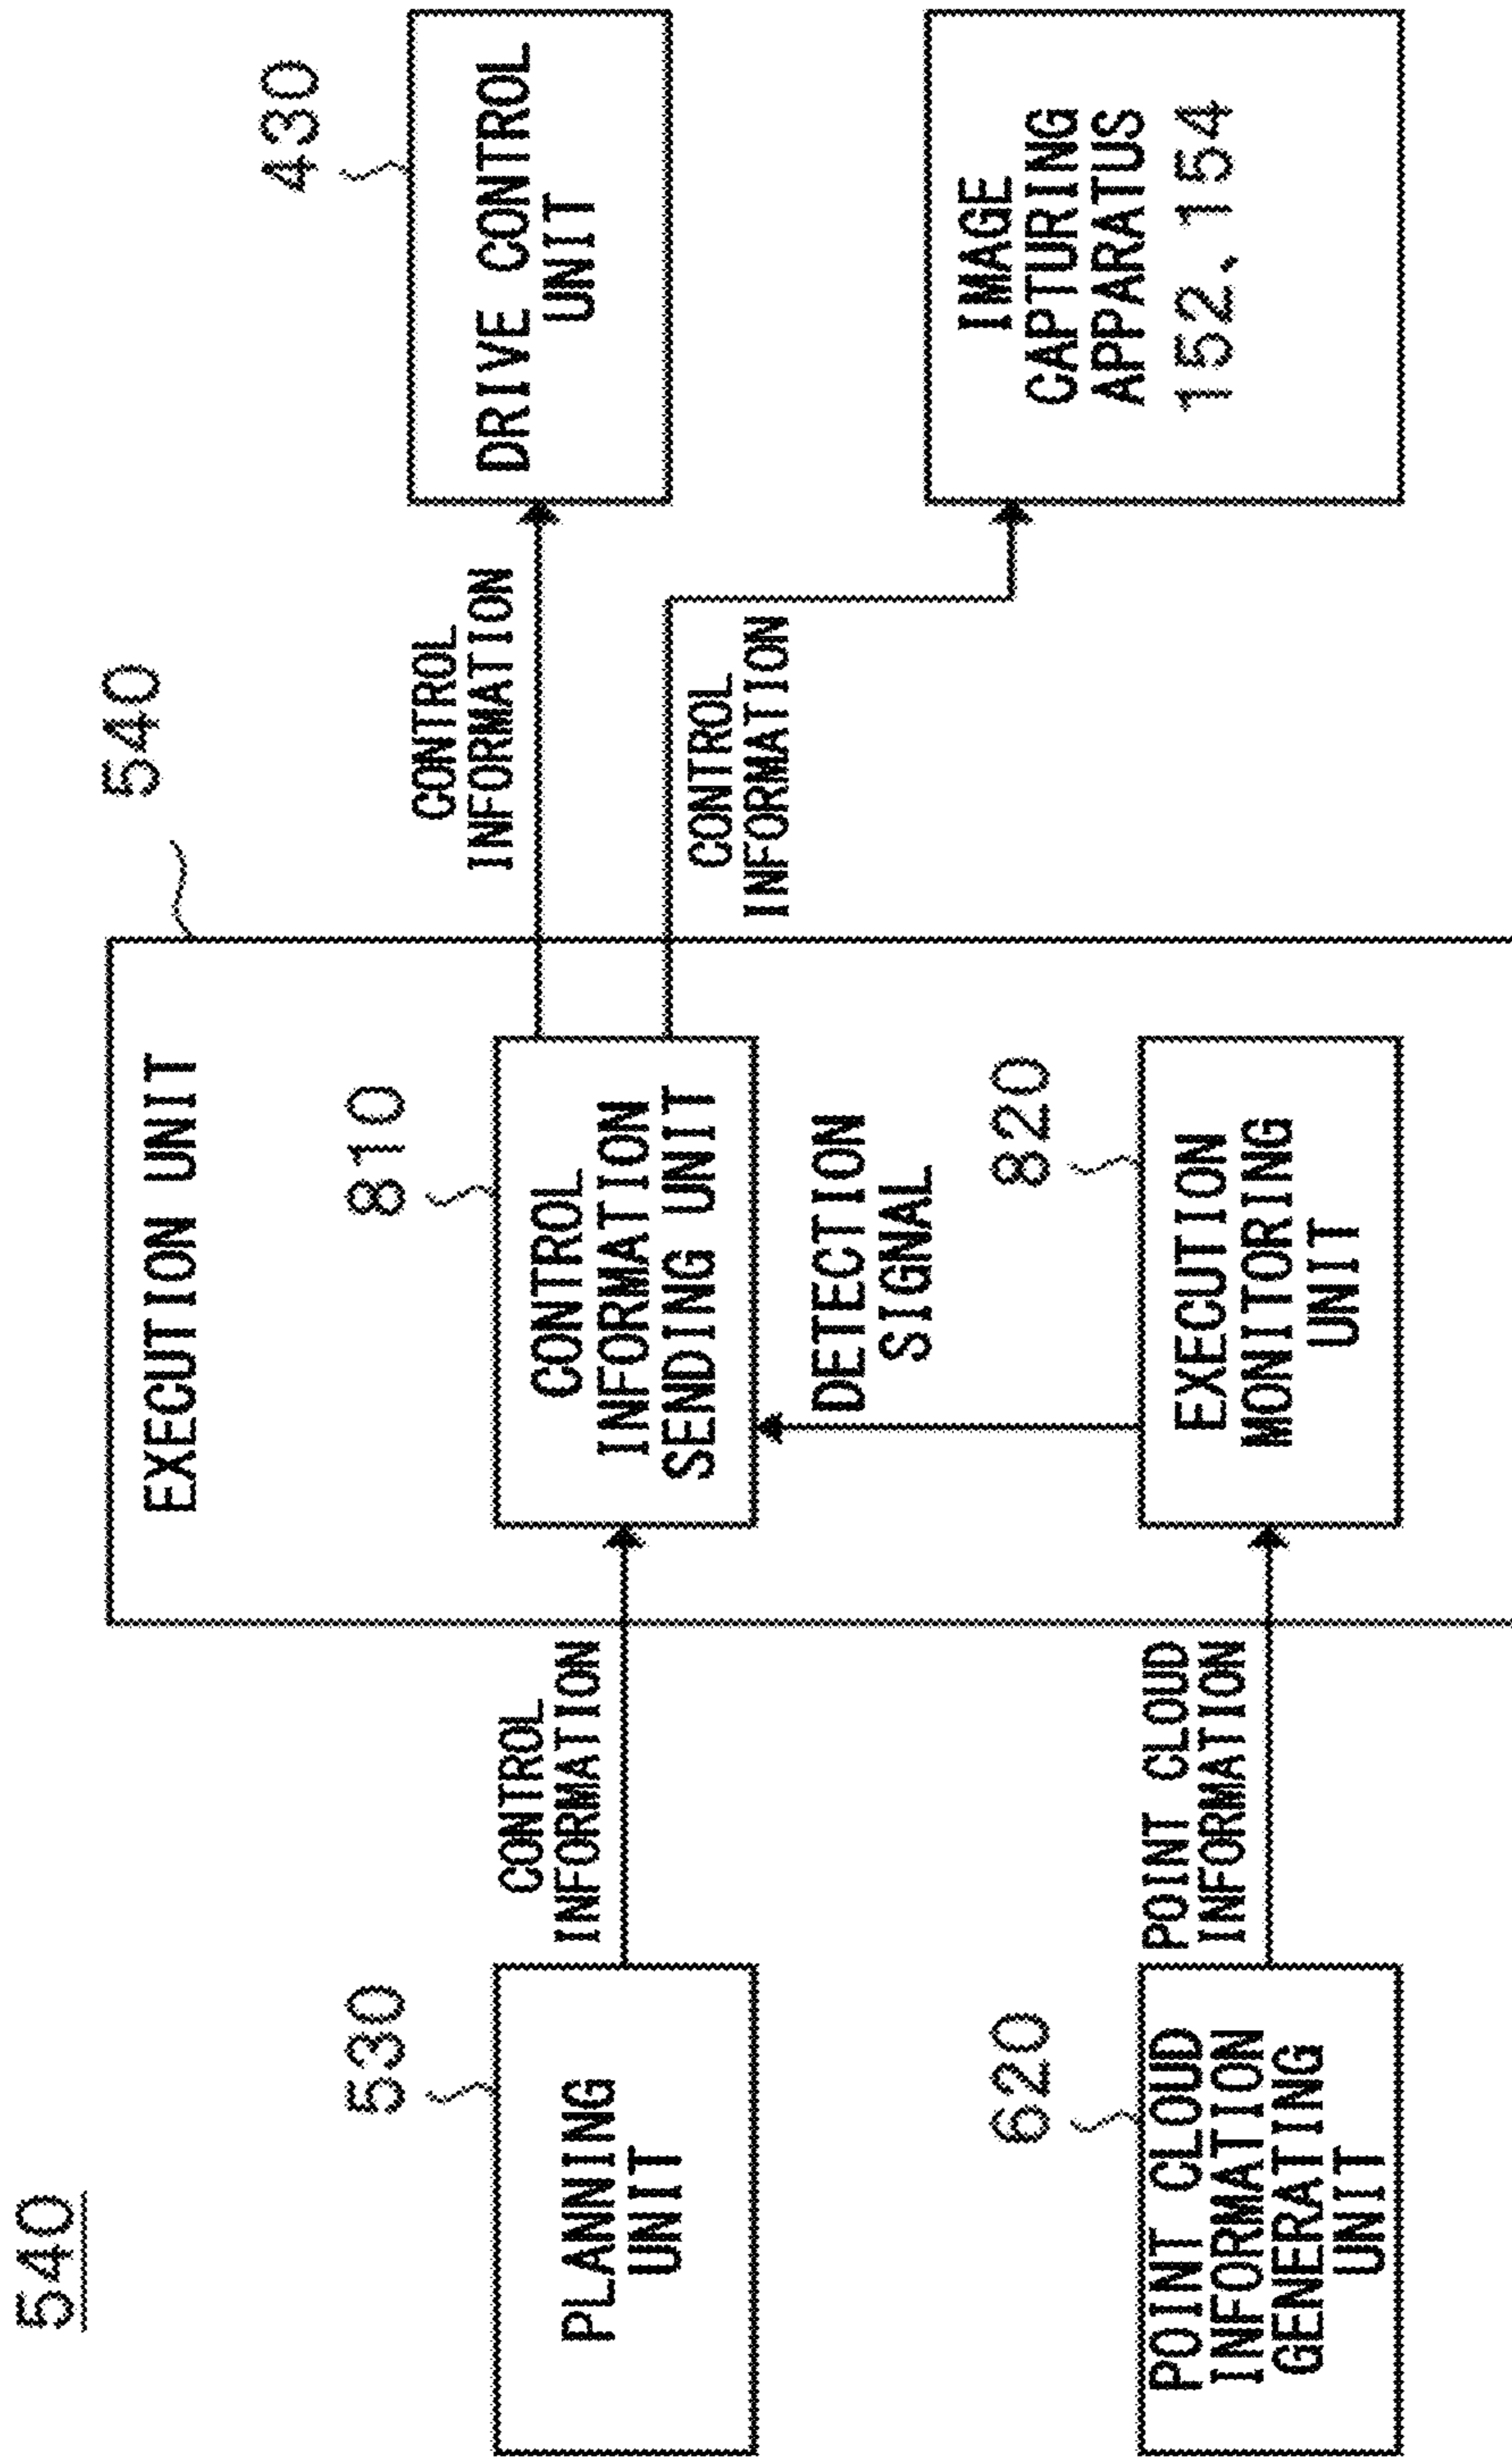 540
540
EXECUTION UNIT
430
530
CONTROL
INFORMATION
810
CONTROL
INFORMATION
DRIVE CONTROL
UNIT
PLANNING
UNIT
CONTROL
INFORMATION
SENDING UNIT
CONTROL
INFORMATION
DETECTION
SIGNAL
620
POINT CLOUD
INFORMATION
820
IMAGE
CAPTURING
APPARATUS
152、154
POINT CLOUD
INFORMATION
GENERATING
UNIT
EXECUTION
MONITORING
UNIT